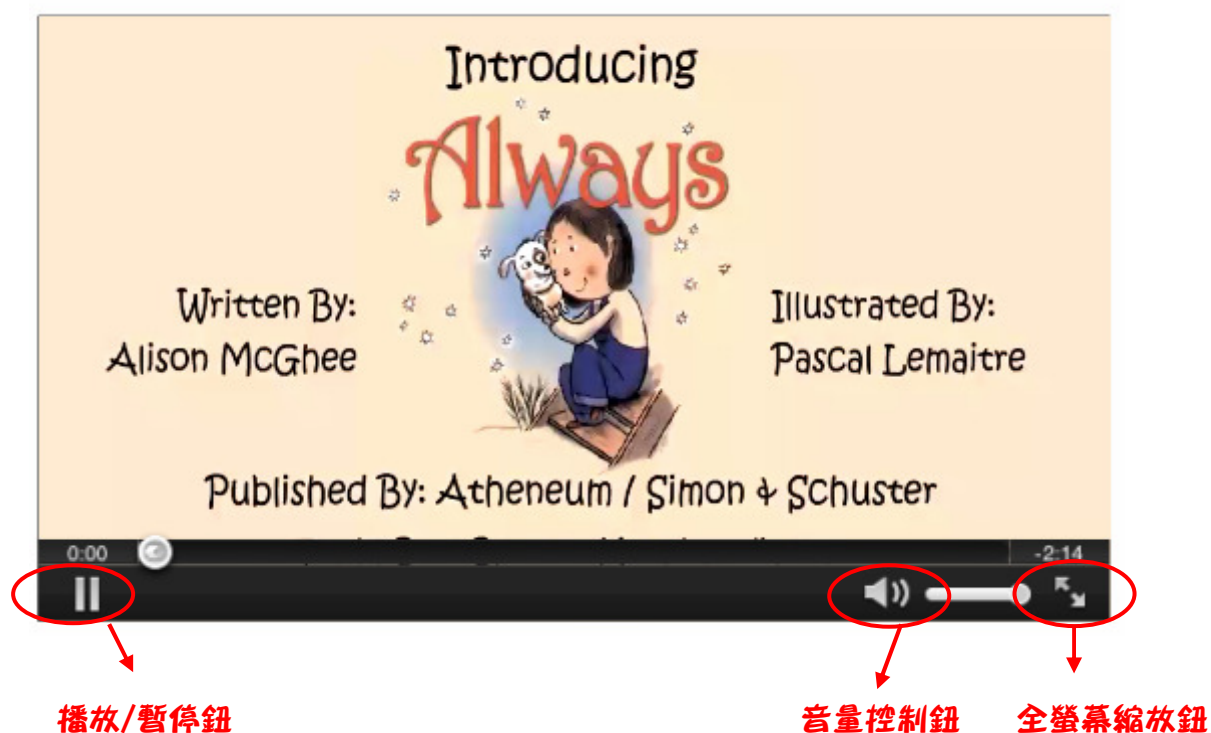 Introducing
Always
Written By:
Alison McGhee
Illustrated By:
Pascal Lemaitre
Published By: Atheneum / Simon & Schuster
0:00
-2:14
播放/暫停鈕
音量控制鈕
全螢幕縮放鈕